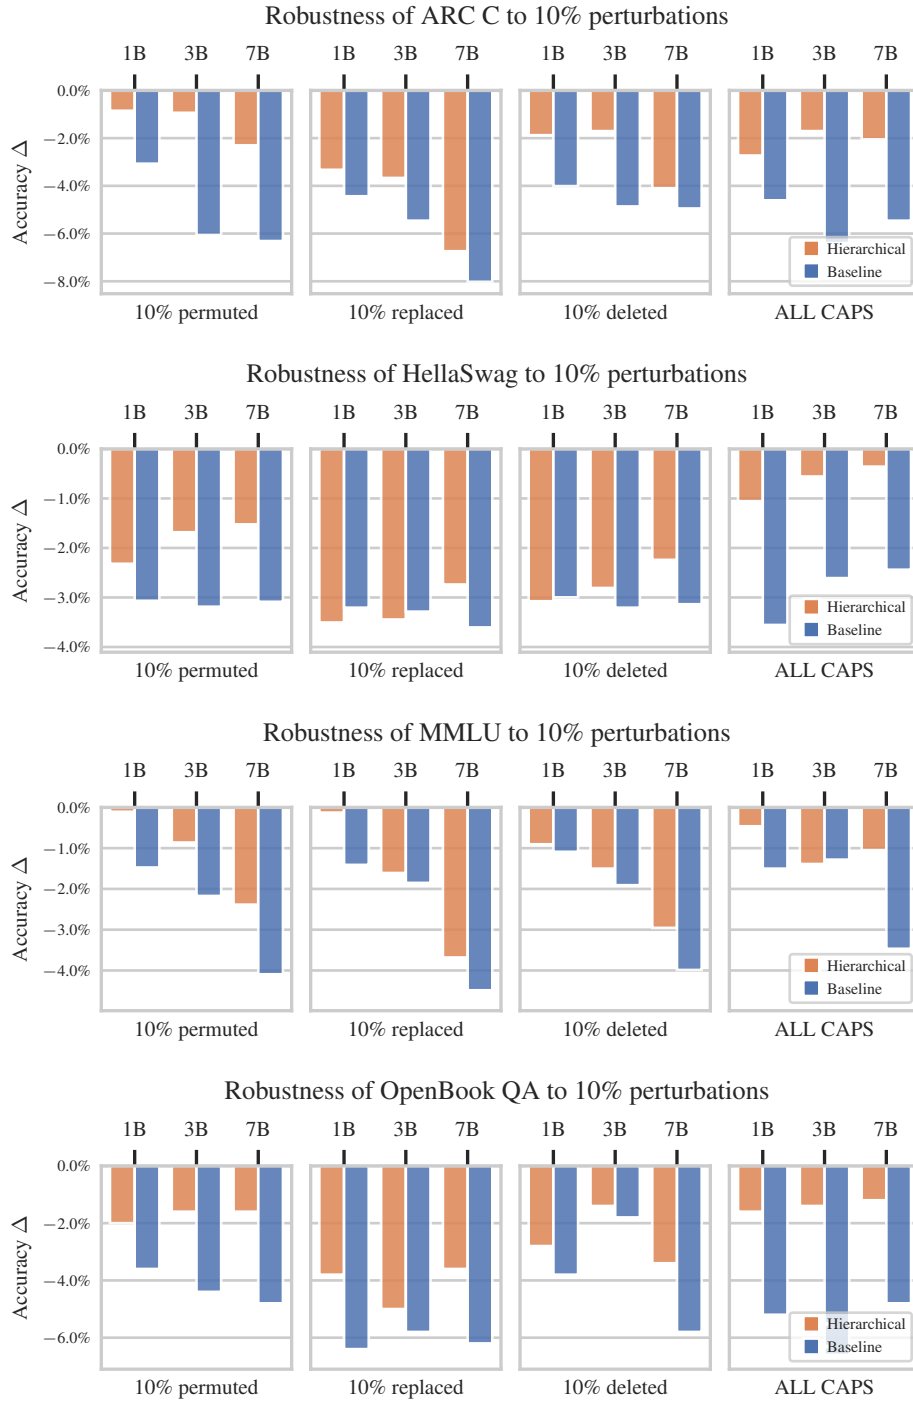 Robustness of ARC C to 10% perturbations
1B 3B 7B 1B 3B 7B 1B 3B 7B 1B 3B 7B
Accuracy Δ
0.0%
−2.0%
−4.0%
−6.0%
−8.0%
Hierarchical
Baseline
10% permuted 10% replaced 10% deleted ALL CAPS
Robustness of HellaSwag to 10% perturbations
1B 3B 7B 1B 3B 7B 1B 3B 7B 1B 3B 7B
Accuracy Δ
0.0%
−1.0%
−2.0%
−3.0%
−4.0%
Hierarchical
Baseline
10% permuted 10% replaced 10% deleted ALL CAPS
Robustness of MMLU to 10% perturbations
1B 3B 7B 1B 3B 7B 1B 3B 7B 1B 3B 7B
Accuracy Δ
0.0%
−1.0%
−2.0%
−3.0%
−4.0%
Hierarchical
Baseline
10% permuted 10% replaced 10% deleted ALL CAPS
Robustness of OpenBook QA to 10% perturbations
1B 3B 7B 1B 3B 7B 1B 3B 7B 1B 3B 7B
Accuracy Δ
0.0%
−2.0%
−4.0%
−6.0%
Hierarchical
Baseline
10% permuted 10% replaced 10% deleted ALL CAPS